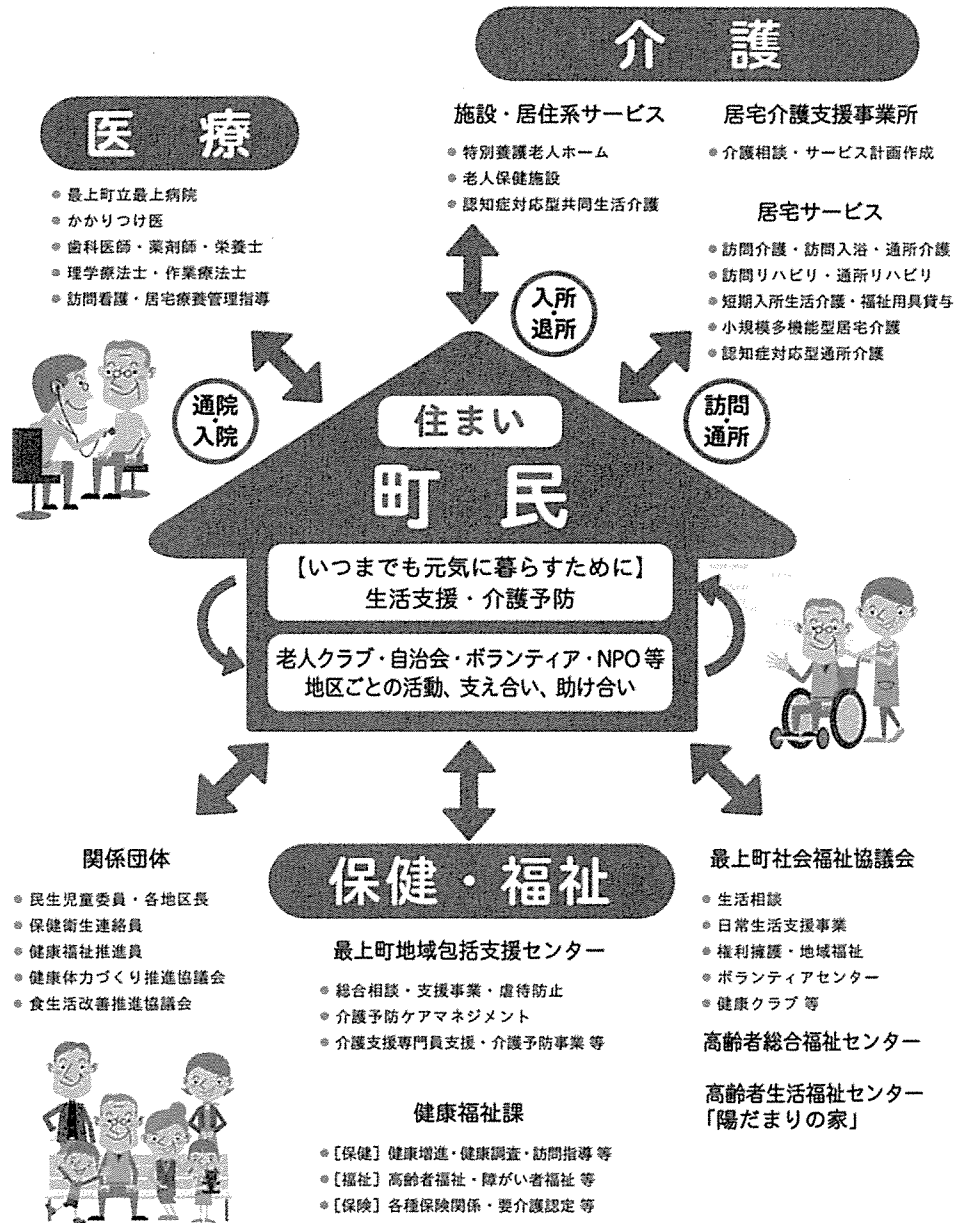 介 護
施設・居住系サービス
● 特別養護老人ホーム
● 老人保健施設
● 認知症対応型共同生活介護
居宅介護支援事業所
● 介護相談・サービス計画作成
居宅サービス
● 訪問介護・訪問入浴・通所介護
● 訪問リハビリ・通所リハビリ
● 短期入所生活介護・福祉用具貸与
● 小規模多機能型居宅介護
● 認知症対応型通所介護
医 療
● 最上町立最上病院
● かかりつけ医
● 歯科医師・薬剤師・栄養士
● 理学療法士・作業療法士
● 訪問看護・居宅療養管理指導
入所・
退所
通院・
入院
訪問・
通所
住まい
町 民
【いつまでも元気に暮らすために】
生活支援・介護予防
老人クラブ・自治会・ボランティア・NPO 等
地区ごとの活動、支え合い、助け合い
関係団体
● 民生児童委員・各地区長
● 保健衛生連絡員
● 健康福祉推進員
● 健康体力づくり推進協議会
● 食生活改善推進協議会
保健・福祉
最上町地域包括支援センター
● 総合相談・支援事業・虐待防止
● 介護予防ケアマネジメント
● 介護支援専門員支援・介護予防事業 等
健康福祉課
● [保健] 健康増進・健康調査・訪問指導 等
● [福祉] 高齢者福祉・障がい者福祉 等
● [保険] 各種保険関係・要介護認定 等
最上町社会福祉協議会
● 生活相談
● 日常生活支援事業
● 権利擁護・地域福祉
● ボランティアセンター
● 健康クラブ 等
高齢者総合福祉センター
高齢者生活福祉センター
「陽だまりの家」